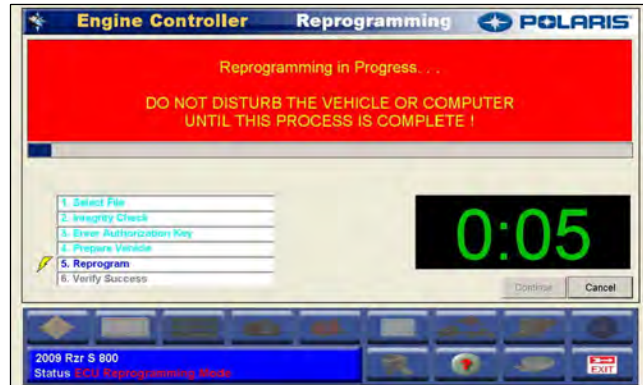 Engine Controller Reprogramming POLARIS
Reprogramming in Progress. . .
DO NOT DISTURB THE VEHICLE OR COMPUTER
UNTIL THIS PROCESS IS COMPLETE !
1. Select File
2. Integrity Check
3. Enter Authorization Key
4. Prepare Vehicle
5. Reprogram
6. Verify Success
0:05
Continue Cancel
2009 Rzr S 800
Status ECU Reprogramming Mode
?
EXIT